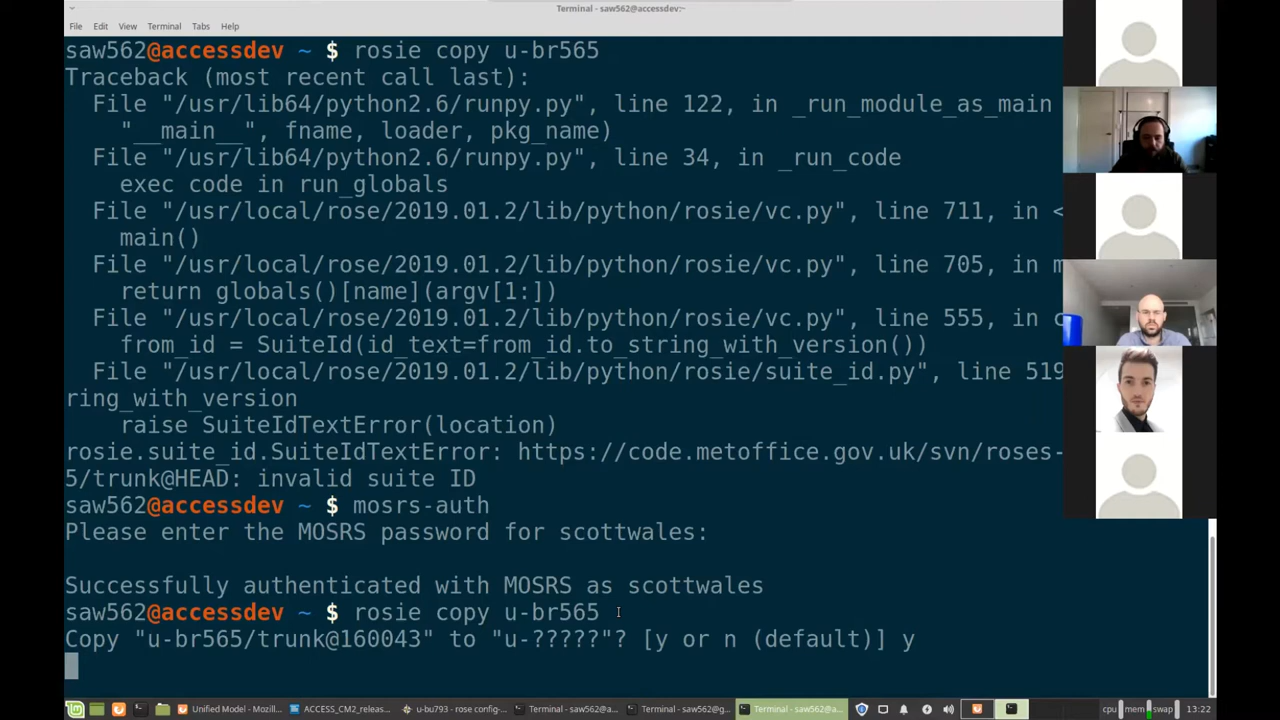 Terminal - saw562@accessdev:~
File Edit View Terminal Tabs Help
saw562@accessdev ~ $ rosie copy u-br565
Traceback (most recent call last):
File "/usr/lib64/python2.6/runpy.py", line 122, in _run_module_as_main
"__main__", fname, loader, pkg_name)
File "/usr/lib64/python2.6/runpy.py", line 34, in _run_code
exec code in run_globals
File "/usr/local/rose/2019.01.2/lib/python/rosie/vc.py", line 711, in <
main()
File "/usr/local/rose/2019.01.2/lib/python/rosie/vc.py", line 705, in m
return globals()[name](argv[1:])
File "/usr/local/rose/2019.01.2/lib/python/rosie/vc.py", line 555, in c
from_id = SuiteId(id_text=from_id.to_string_with_version())
File "/usr/local/rose/2019.01.2/lib/python/rosie/suite_id.py", line 519
ring_with_version
raise SuiteIdTextError(location)
rosie.suite_id.SuiteIdTextError: https://code.metoffice.gov.uk/svn/roses-
5/trunk@HEAD: invalid suite ID
saw562@accessdev ~ $ mosrs-auth
Please enter the MOSRS password for scottwales:
Successfully authenticated with MOSRS as scottwales
saw562@accessdev ~ $ rosie copy u-br565
Copy "u-br565/trunk@160043" to "u-?????"? [y or n (default)] y
Unified Model - Mozill... ACCESS_CM2_releas... u-bu793 - rose config-... Terminal - saw562@a... Terminal - saw562@g... Terminal - saw562@a... cpu mem swap 13:22